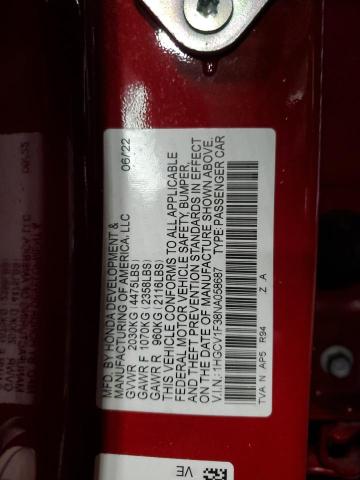 MFD. BY HONDA DEVELOPMENT & 06/22
MANUFACTURING OF AMERICA, LLC
GVWR 2030KG (4475LBS)
GAWR F 1070KG (2358LBS)
GAWR R 960KG (2116LBS)
THIS VEHICLE CONFORMS TO ALL APPLICABLE
FEDERAL MOTOR VEHICLE SAFETY, BUMPER,
AND THEFT PREVENTION STANDARDS IN EFFECT
ON THE DATE OF MANUFACTURE SHOWN ABOVE.
V.I.N.: 1HGCV1F38NA058687 TYPE:PASSENGER CAR
TVA N AP5 R94 Z_A
VE